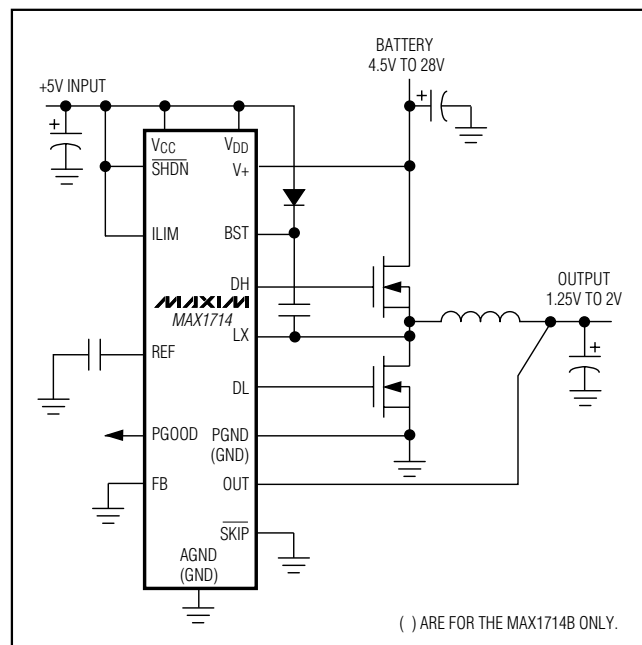 BATTERY
4.5V TO 28V
+5V INPUT
+
+
VCC
VDD
SHDN
V+
ILIM
BST
DH
OUTPUT
1.25V TO 2V
MAXIM
MAX1714
LX
+
REF
DL
PGOOD
PGND
(GND)
FB
OUT
SKIP
AGND
(GND)
( ) ARE FOR THE MAX1714B ONLY.